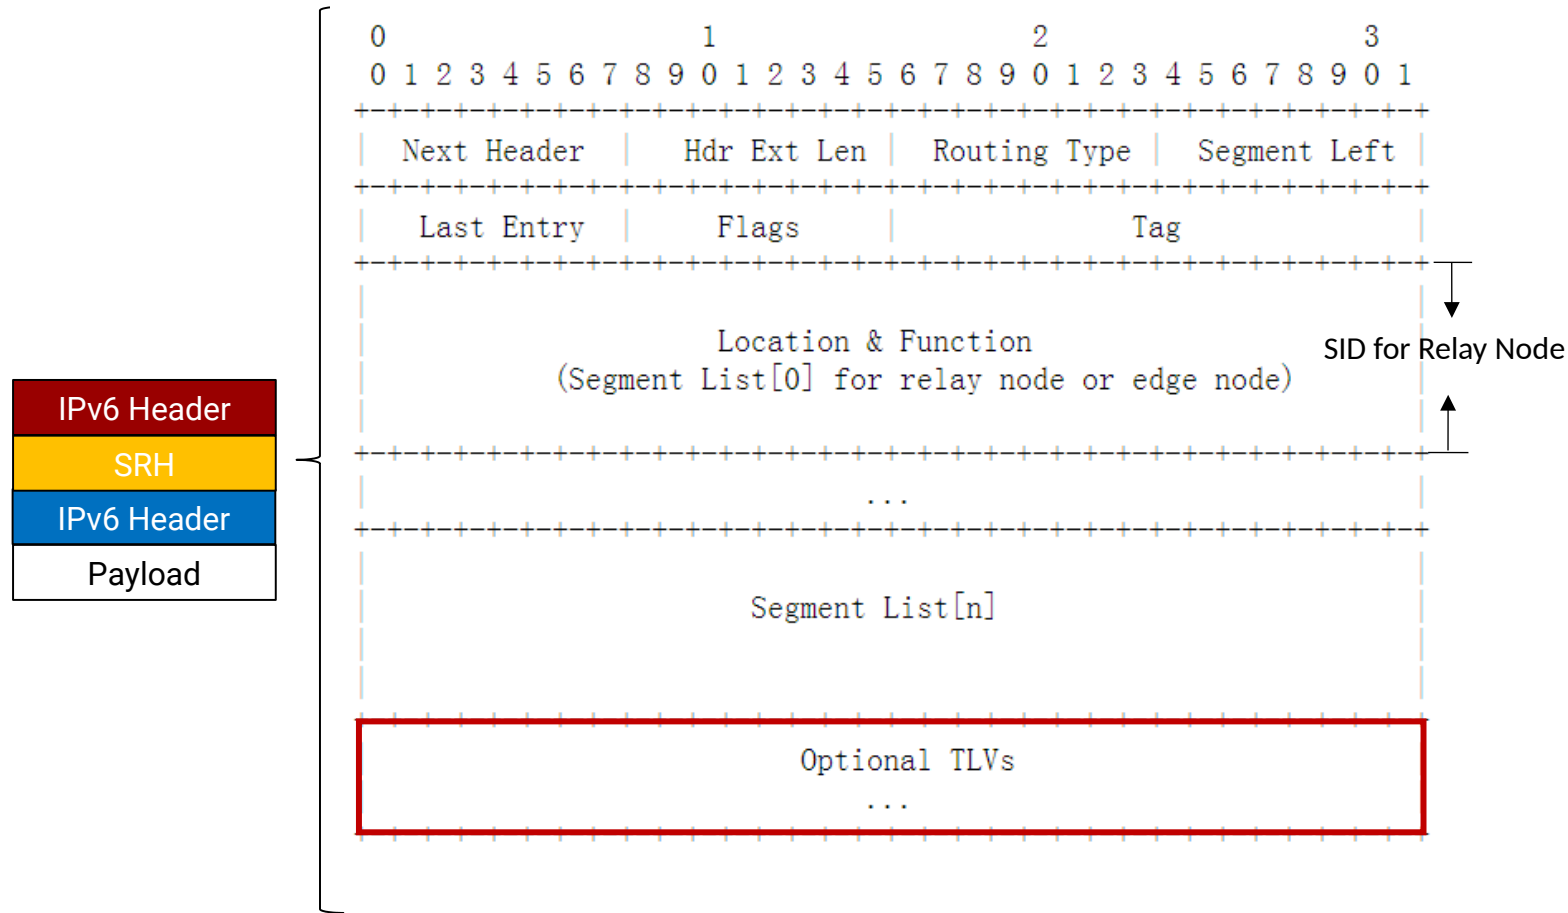 0 1 2 3
0 1 2 3 4 5 6 7 8 9 0 1 2 3 4 5 6 7 8 9 0 1 2 3 4 5 6 7 8 9 0 1
+-+-+-+-+-+-+-+-+-+-+-+-+-+-+-+-+-+-+-+-+-+-+-+-+-+-+-+-+-+-+-+-+
| Next Header | Hdr Ext Len | Routing Type | Segment Left |
+-+-+-+-+-+-+-+-+-+-+-+-+-+-+-+-+-+-+-+-+-+-+-+-+-+-+-+-+-+-+-+-+
| Last Entry | Flags | Tag |
+-+-+-+-+-+-+-+-+-+-+-+-+-+-+-+-+-+-+-+-+-+-+-+-+-+-+-+-+-+-+-+-+
Location & Function
(Segment List[0] for relay node or edge node)
SID for Relay Node
+-+-+-+-+-+-+-+-+-+-+-+-+-+-+-+-+-+-+-+-+-+-+-+-+-+-+-+-+-+-+-+-+
| ... |
+-+-+-+-+-+-+-+-+-+-+-+-+-+-+-+-+-+-+-+-+-+-+-+-+-+-+-+-+-+-+-+-+
Segment List[n]
Optional TLVs
...
IPv6 Header
SRH
IPv6 Header
Payload